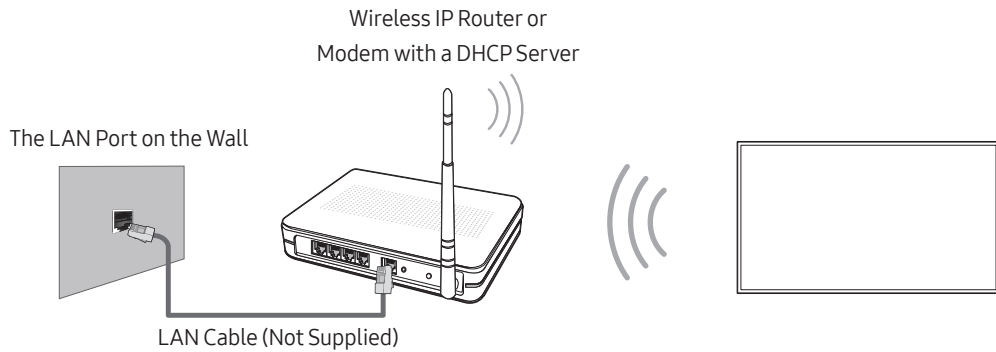 Wireless IP Router or
Modem with a DHCP Server
The LAN Port on the Wall
LAN Cable (Not Supplied)